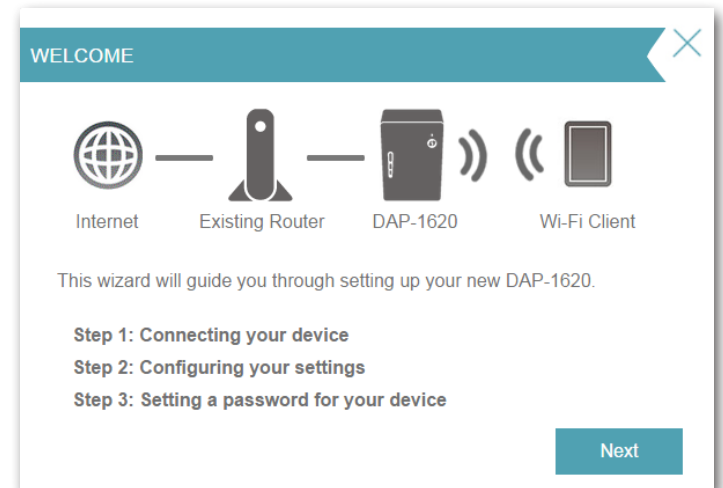 WELCOME
Internet
Existing Router
DAP-1620
Wi-Fi Client
This wizard will guide you through setting up your new DAP-1620.
Step 1: Connecting your device
Step 2: Configuring your settings
Step 3: Setting a password for your device
Next